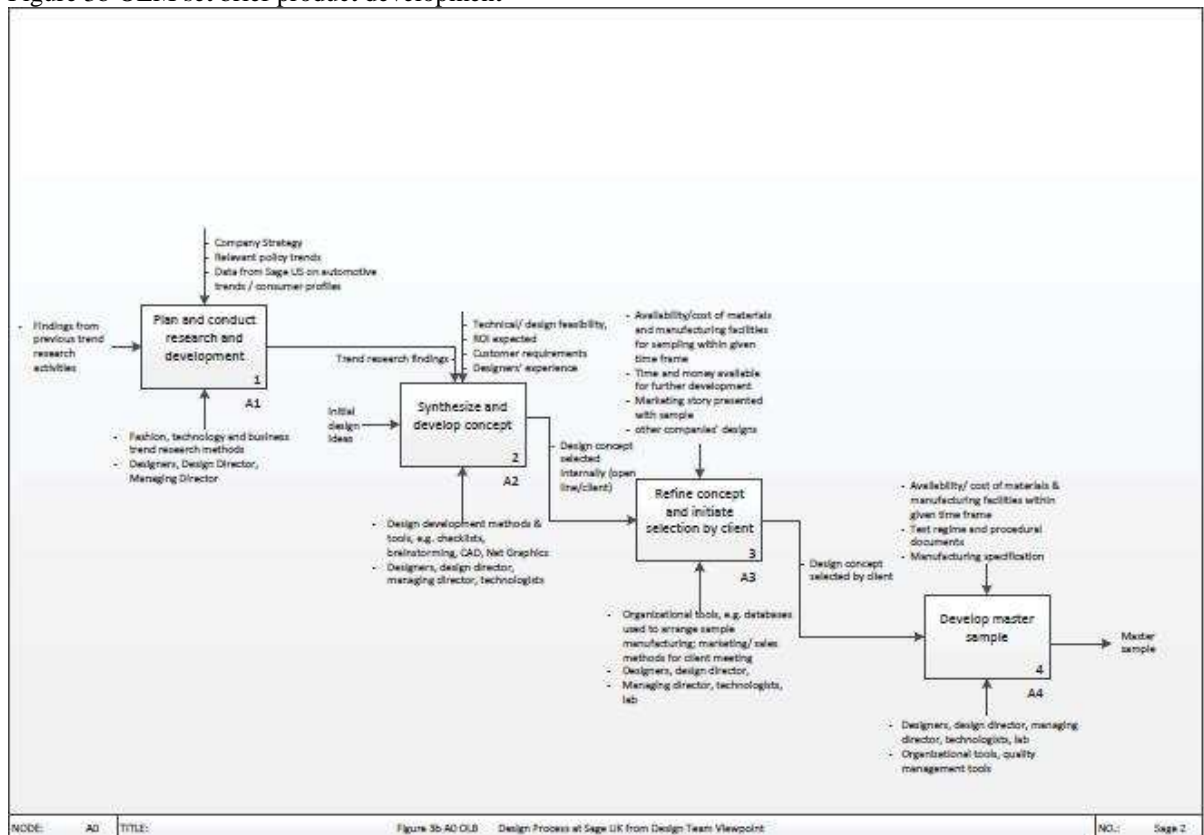 Figure 3b OEM set brief product development
- Company Strategy
- Relevant policy trends
- Data from Sage US on automotive
trends / consumer profiles
- Findings from
previous trend
research
activities
Plan and conduct
research and
development
1
A1
- Fashion, technology and business
trend research methods
- Designers, Design Director,
Managing Director
Trend research findings
- Technical/ design feasibility,
- ROI expected
- Customer requirements
- Designers' experience
Initial
design
ideas
Synthesize and
develop concept
2
A2
- Design development methods &
tools, e.g. checklists,
brainstorming, CAD, Net Graphics
- Designers, design director,
managing director, technologists
- Design concept
selected
Internally (open
line/client)
- Availability/cost of materials
and manufacturing facilities
for sampling within given
time frame
- Time and money available
for further development
- Marketing story presented
with sample
- other companies' designs
Refine concept
and initiate
selection by client
3
A3
- Organizational tools, e.g. databases
used to arrange sample
manufacturing; marketing/ sales
methods for client meeting
- Designers, design director,
- Managing director, technologists,
lab
- Design concept
selected by client
- Availability/ cost of materials &
manufacturing facilities within
given time frame
- Test regime and procedural
documents
- Manufacturing specification
Develop master
sample
4
A4
- Master
sample
- Designers, design director, managing
director, technologists, lab
- Organizational tools, quality
management tools
NODE: A0 TITLE: Figure 3b A0 OLB Design Process at Sage UK from Design Team Viewpoint NO.: Sage 2